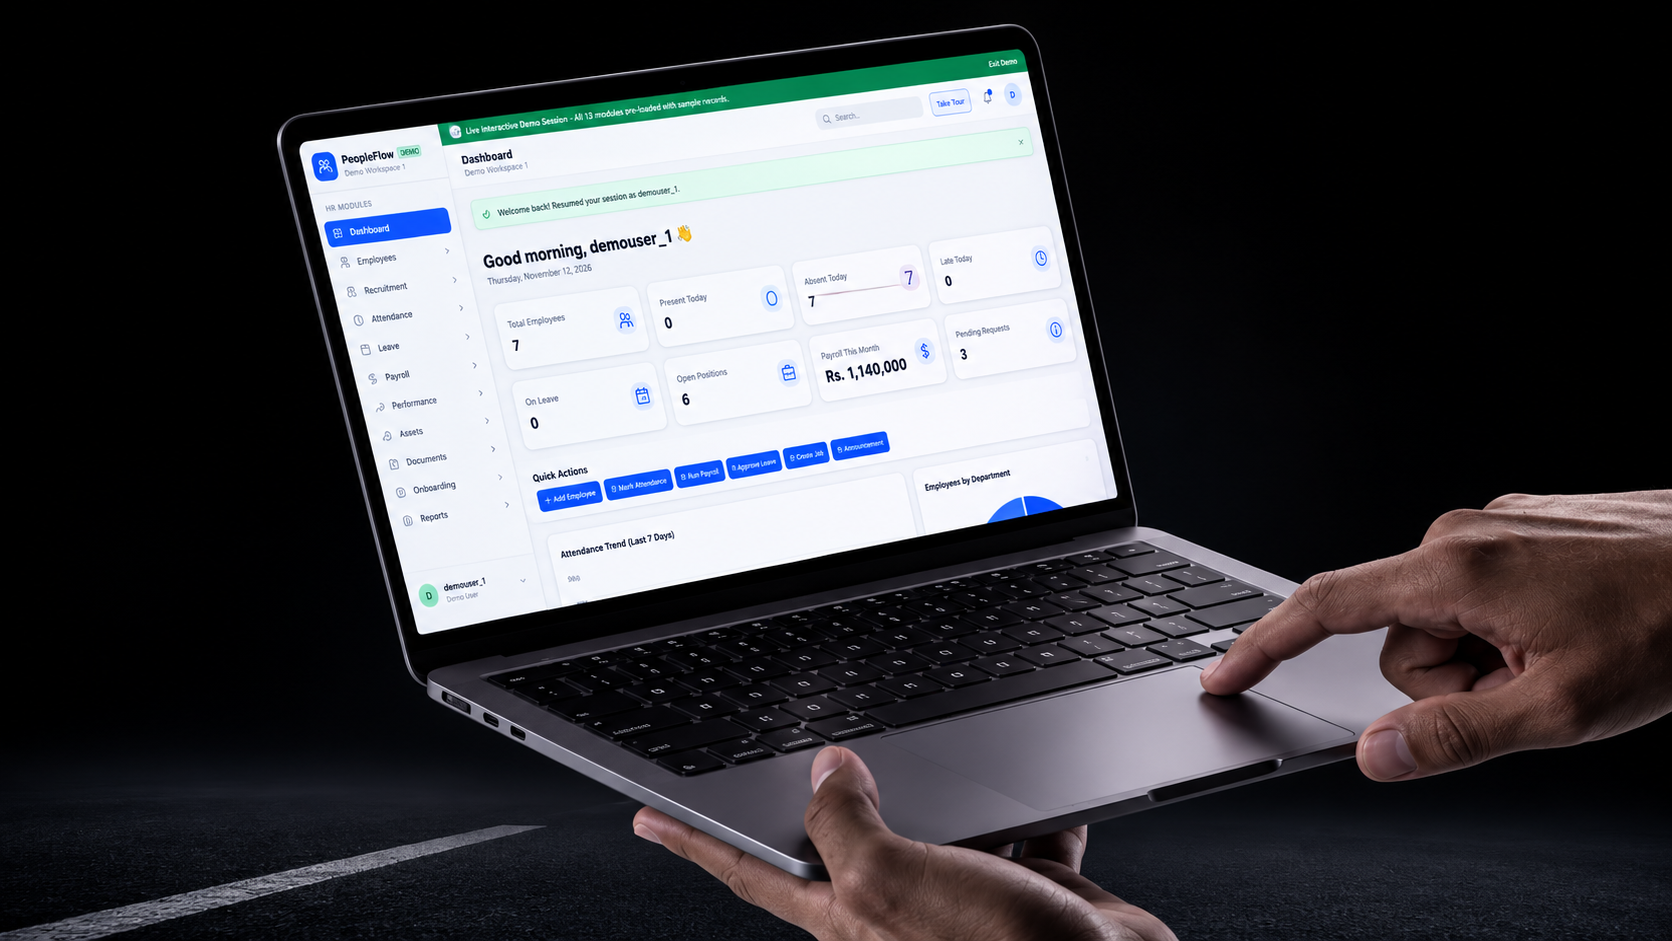 Live Interactive Demo Session - All 13 modules pre-loaded with sample records.
Exit Demo
PeopleFlow DEMO
Demo Workspace 1
Dashboard
Demo Workspace 1
Search...
Take Tour
D
HR MODULES
Dashboard
Employees
Recruitment
Attendance
Leave
Payroll
Performance
Assets
Documents
Onboarding
Reports
D
demouser_1
Demo User
Welcome back! Resumed your session as demouser_1.
Good morning, demouser_1 👋
Thursday, November 12, 2026
Total Employees
7
Present Today
0
Absent Today
7
7
Late Today
0
On Leave
0
Open Positions
6
Payroll This Month
Rs. 1,140,000
$
Pending Requests
3
Quick Actions
+ Add Employee
Mark Attendance
Run Payroll
Approve Leave
Create Job
Announcement
Attendance Trend (Last 7 Days)
Employees by Department